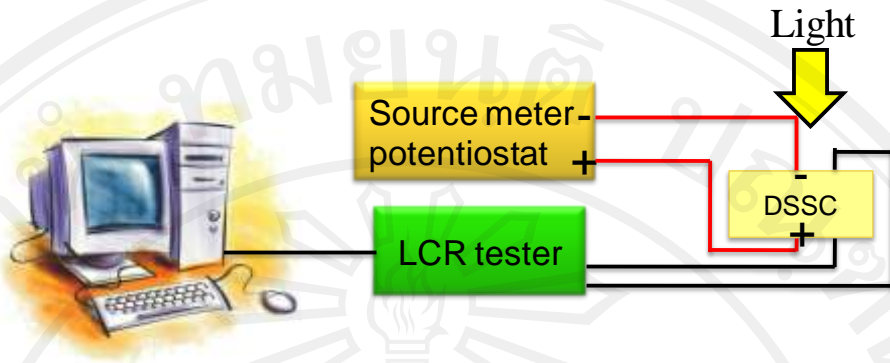 Light
Source meter -
potentiostat +
-
DSSC
+
LCR tester